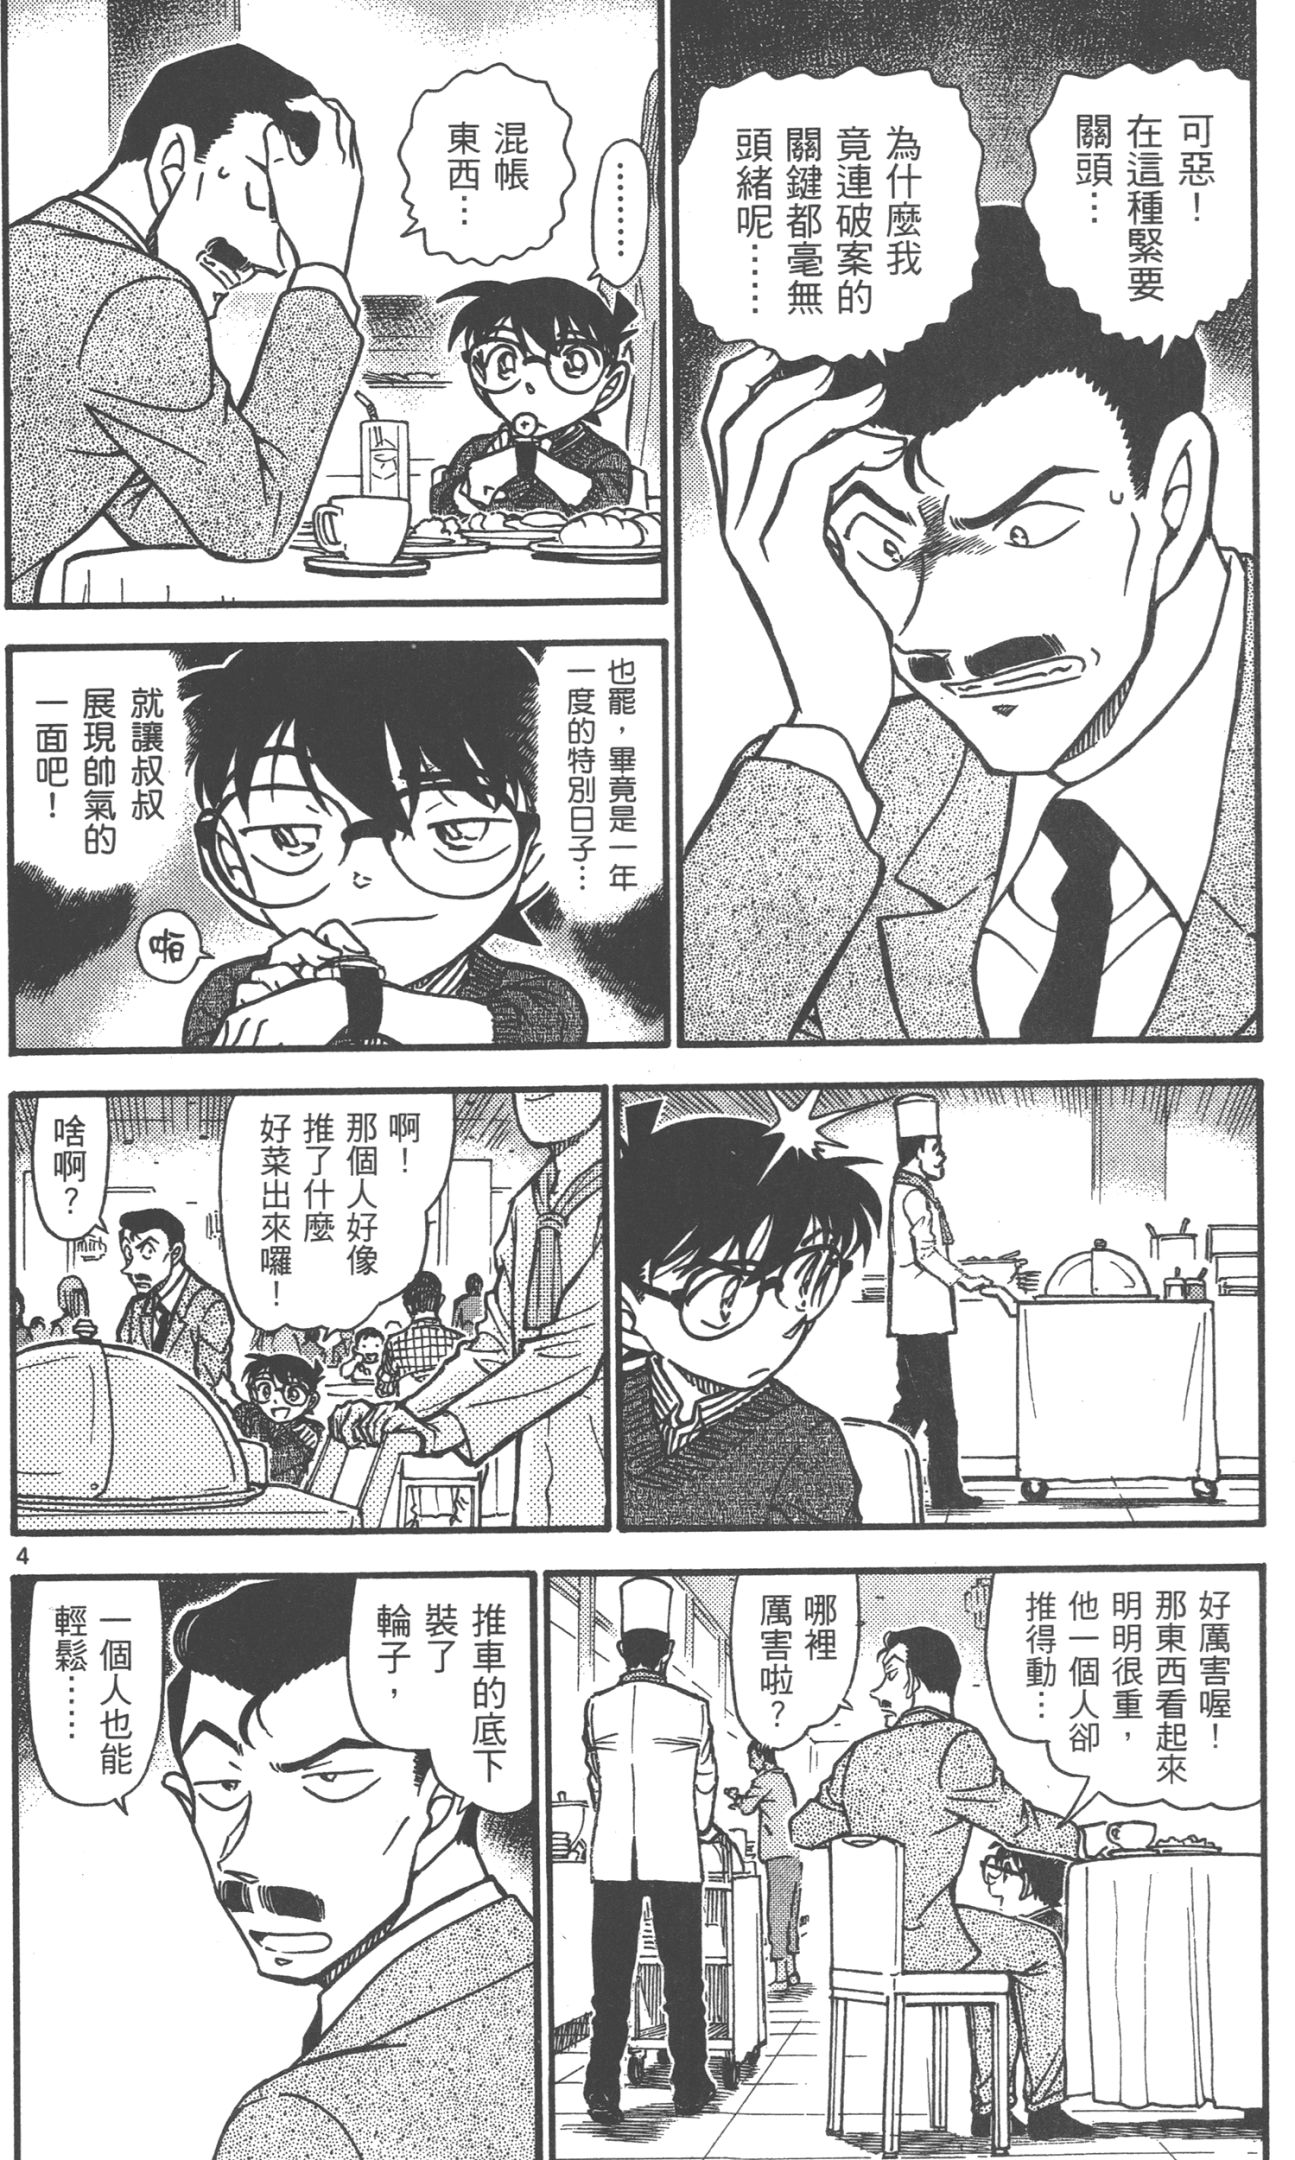 可惡！
在這種緊要
關頭…
為什麼我
竟連破案的
關鍵都毫無
頭緒呢……
………
混帳
東西…
也罷，畢竟是一年
一度的特別日子…
就讓叔叔
展現帥氣的
一面吧！
啊！
那個人好像
推了什麼
好菜出來囉！
啥啊？
好厲害喔！
那東西看起來
明明很重，
他一個人卻
推得動…
哪裡
厲害啦？
推車的底下
裝了
輪子，
一個人也能
輕鬆……
4